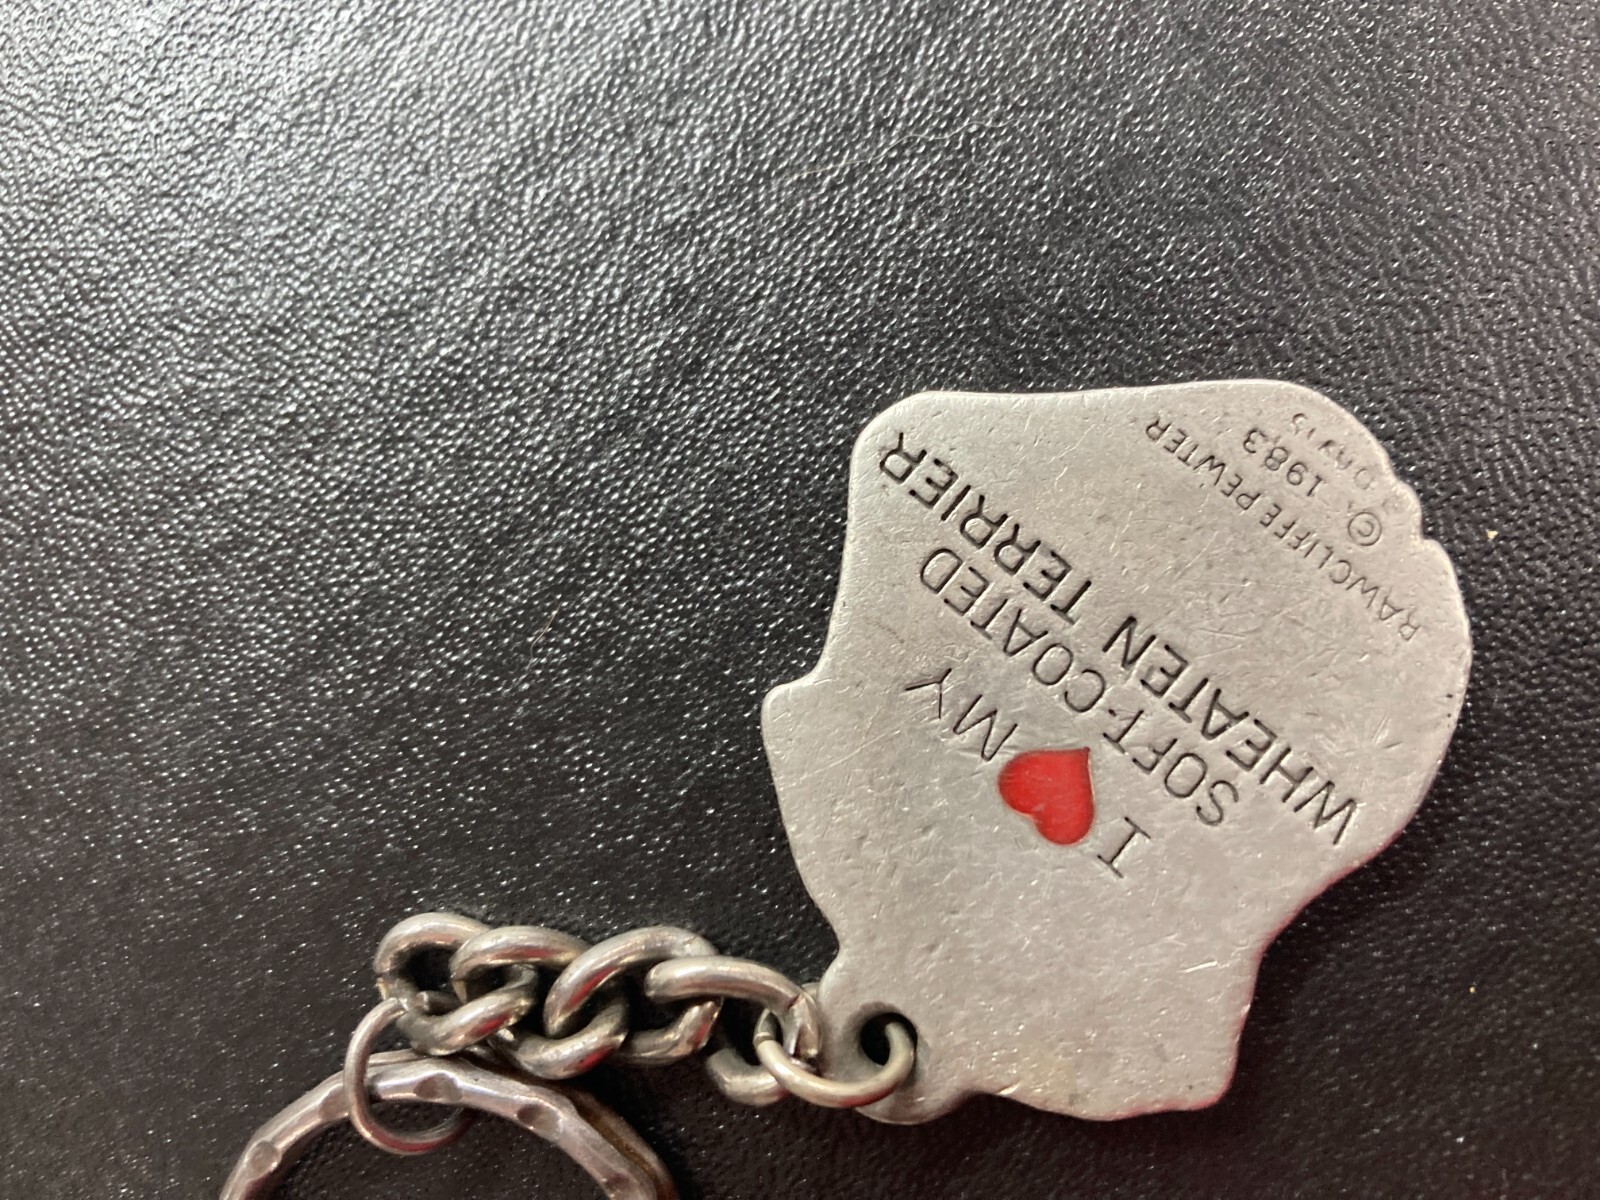 I ♥ MY
SOFT-COATED
WHEATEN TERRIER
RAWCLIFFE PEWTER
©. 1983